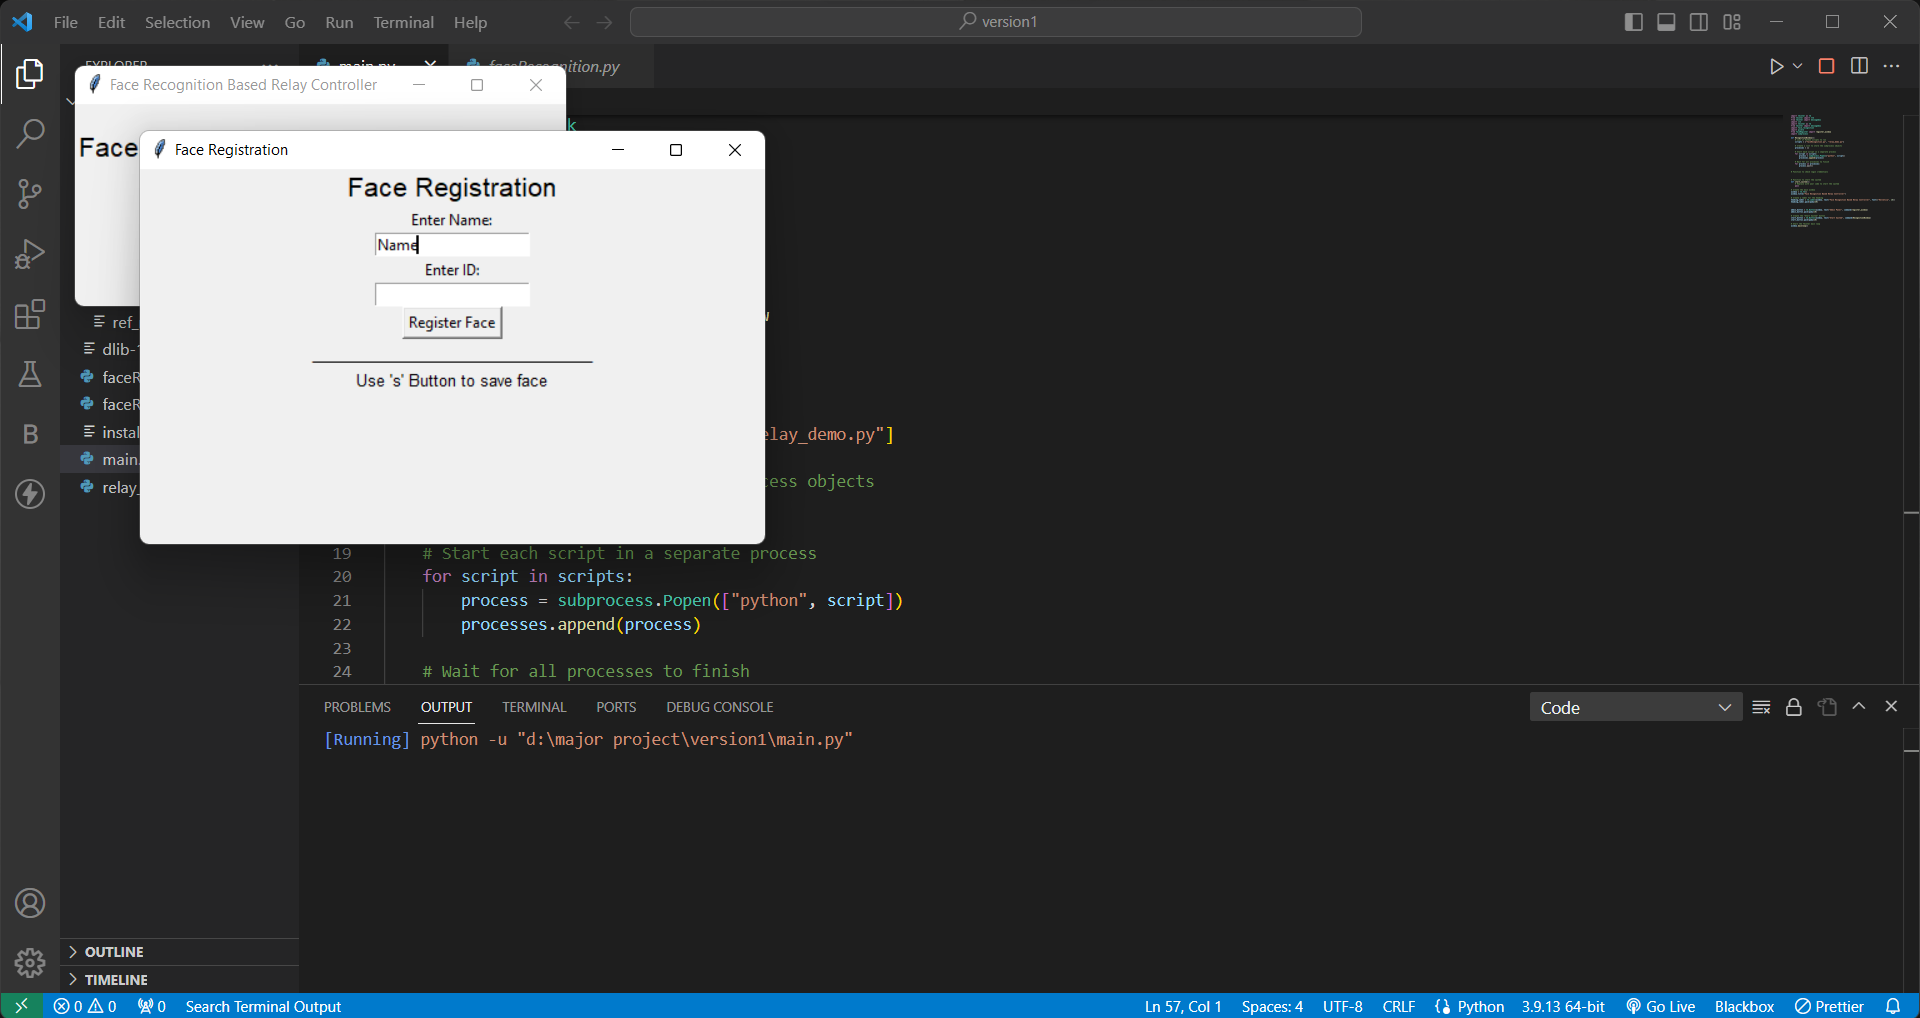 File Edit Selection View Go Run Terminal Help
version1
EXPLORER
main.py
faceRecognition.py
Face Recognition Based Relay Controller
Face
Face Registration
Face Registration
Enter Name:
Name
Enter ID:
Register Face
Use 's' Button to save face
k
ref_
dlib-
faceR
faceR
instal
main.
relay_
elay_demo.py"]
cess objects
19 # Start each script in a separate process
20 for script in scripts:
21 process = subprocess.Popen(["python", script])
22 processes.append(process)
23
24 # Wait for all processes to finish
PROBLEMS OUTPUT TERMINAL PORTS DEBUG CONSOLE
Code
[Running] python -u "d:\major project\version1\main.py"
OUTLINE
TIMELINE
0 0 0 Search Terminal Output
Ln 57, Col 1 Spaces: 4 UTF-8 CRLF Python 3.9.13 64-bit Go Live Blackbox Prettier